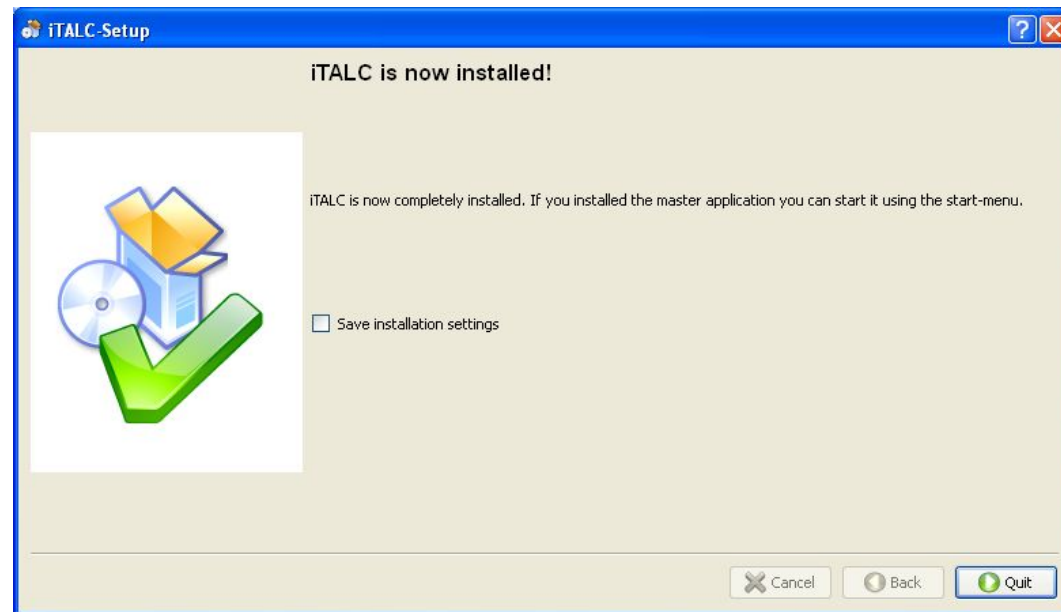 iTALC-Setup
iTALC is now installed!
iTALC is now completely installed. If you installed the master application you can start it using the start-menu.
Save installation settings
Cancel
Back
Quit